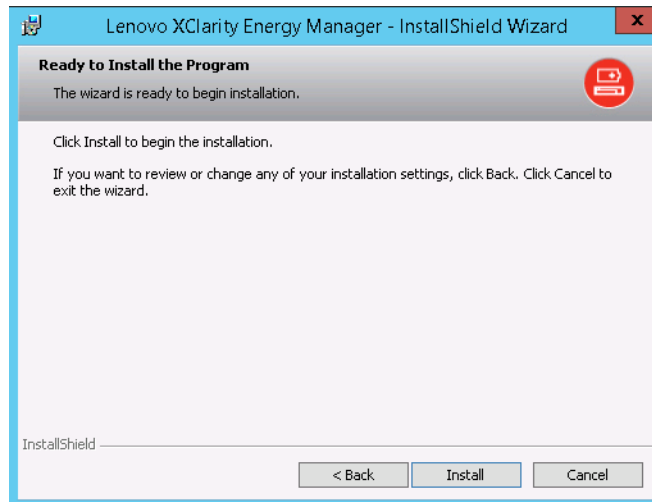 Lenovo XClarity Energy Manager - InstallShield Wizard
x
Ready to Install the Program
The wizard is ready to begin installation.
Click Install to begin the installation.
If you want to review or change any of your installation settings, click Back. Click Cancel to
exit the wizard.
InstallShield
< Back Install Cancel